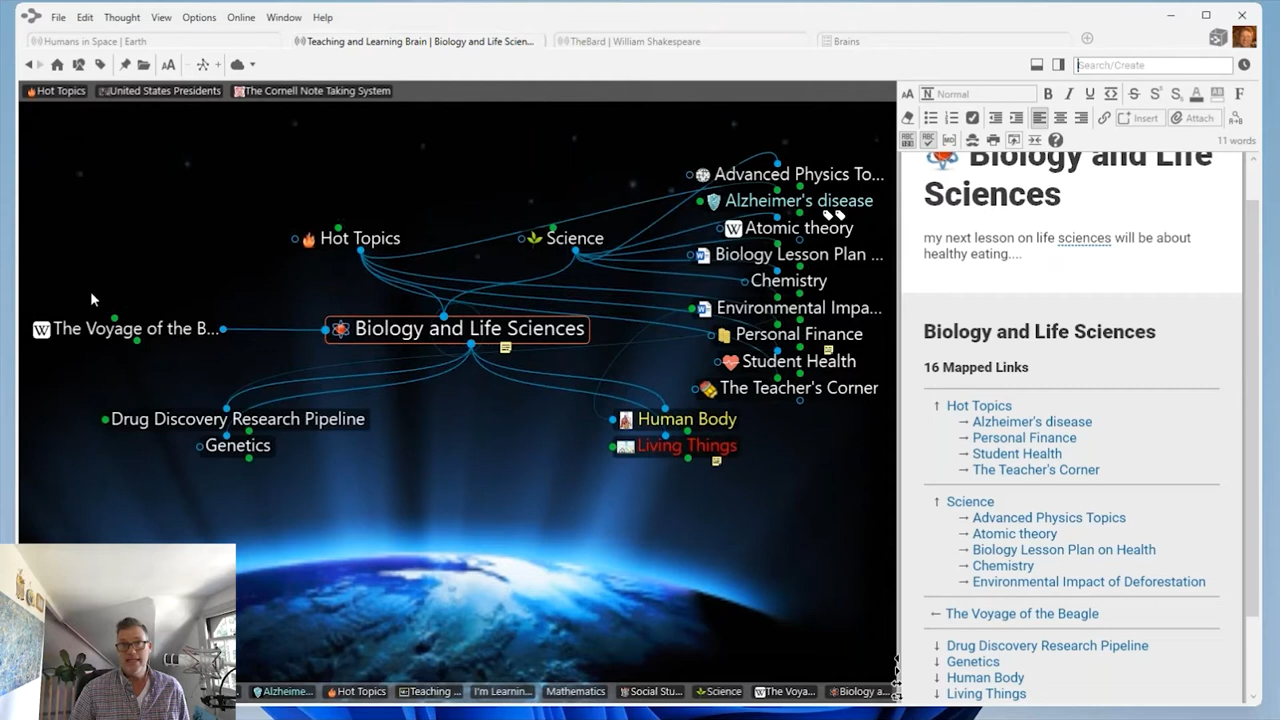 File Edit Thought View Options Online Window Help
Humans in Space | Earth
Teaching and Learning Brain | Biology and Life Scien...
TheBard | William Shakespeare
Brains
Search/Create
Hot Topics
United States Presidents
The Cornell Note Taking System
Normal
Insert
Attach
11 words
Advanced Physics To...
Alzheimer's disease
Atomic theory
Biology Lesson Plan ...
Chemistry
Environmental Impa...
Personal Finance
Student Health
The Teacher's Corner
Hot Topics
Science
The Voyage of the B...
Biology and Life Sciences
Drug Discovery Research Pipeline
Genetics
Human Body
Living Things
Biology and Life
Sciences
my next lesson on life sciences will be about
healthy eating....
Biology and Life Sciences
16 Mapped Links
↑ Hot Topics
→ Alzheimer's disease
→ Personal Finance
→ Student Health
→ The Teacher's Corner
↑ Science
→ Advanced Physics Topics
→ Atomic theory
→ Biology Lesson Plan on Health
→ Chemistry
→ Environmental Impact of Deforestation
← The Voyage of the Beagle
↓ Drug Discovery Research Pipeline
↓ Genetics
↓ Human Body
↓ Living Things
Alzheime...
Hot Topics
Teaching ...
I'm Learnin...
Mathematics
Social Stu...
Science
The Voya...
Biology a...